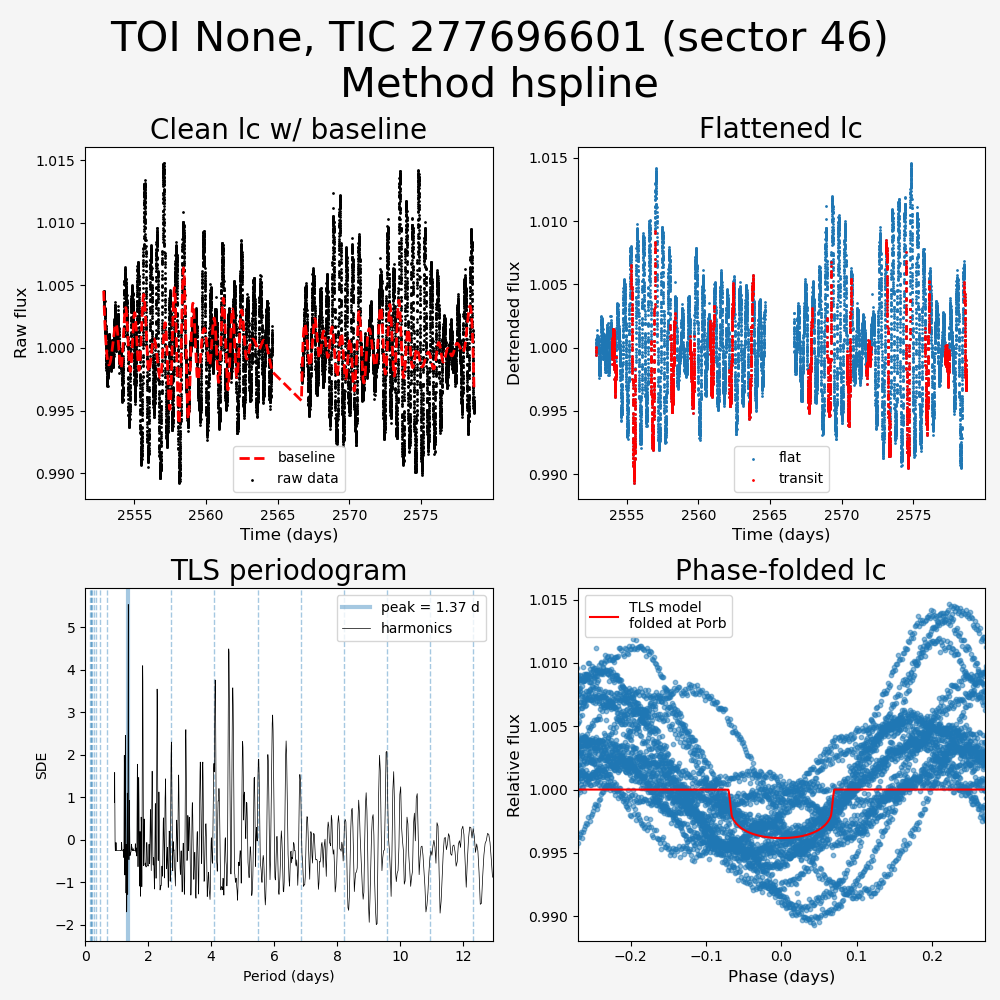 TOI None, TIC 277696601 (sector 46)
Method hspline
Clean lc w/ baseline
Raw flux
1.015
1.010
1.005
1.000
0.995
0.990
baseline
raw data
2555 2560 2565 2570 2575
Time (days)
Flattened lc
Detrended flux
1.015
1.010
1.005
1.000
0.995
0.990
flat
transit
2555 2560 2565 2570 2575
Time (days)
TLS periodogram
SDE
5
4
3
2
1
0
−1
−2
peak = 1.37 d
harmonics
0 2 4 6 8 10 12
Period (days)
Phase-folded lc
Relative flux
1.015
1.010
1.005
1.000
0.995
0.990
TLS model
folded at Porb
−0.2 −0.1 0.0 0.1 0.2
Phase (days)